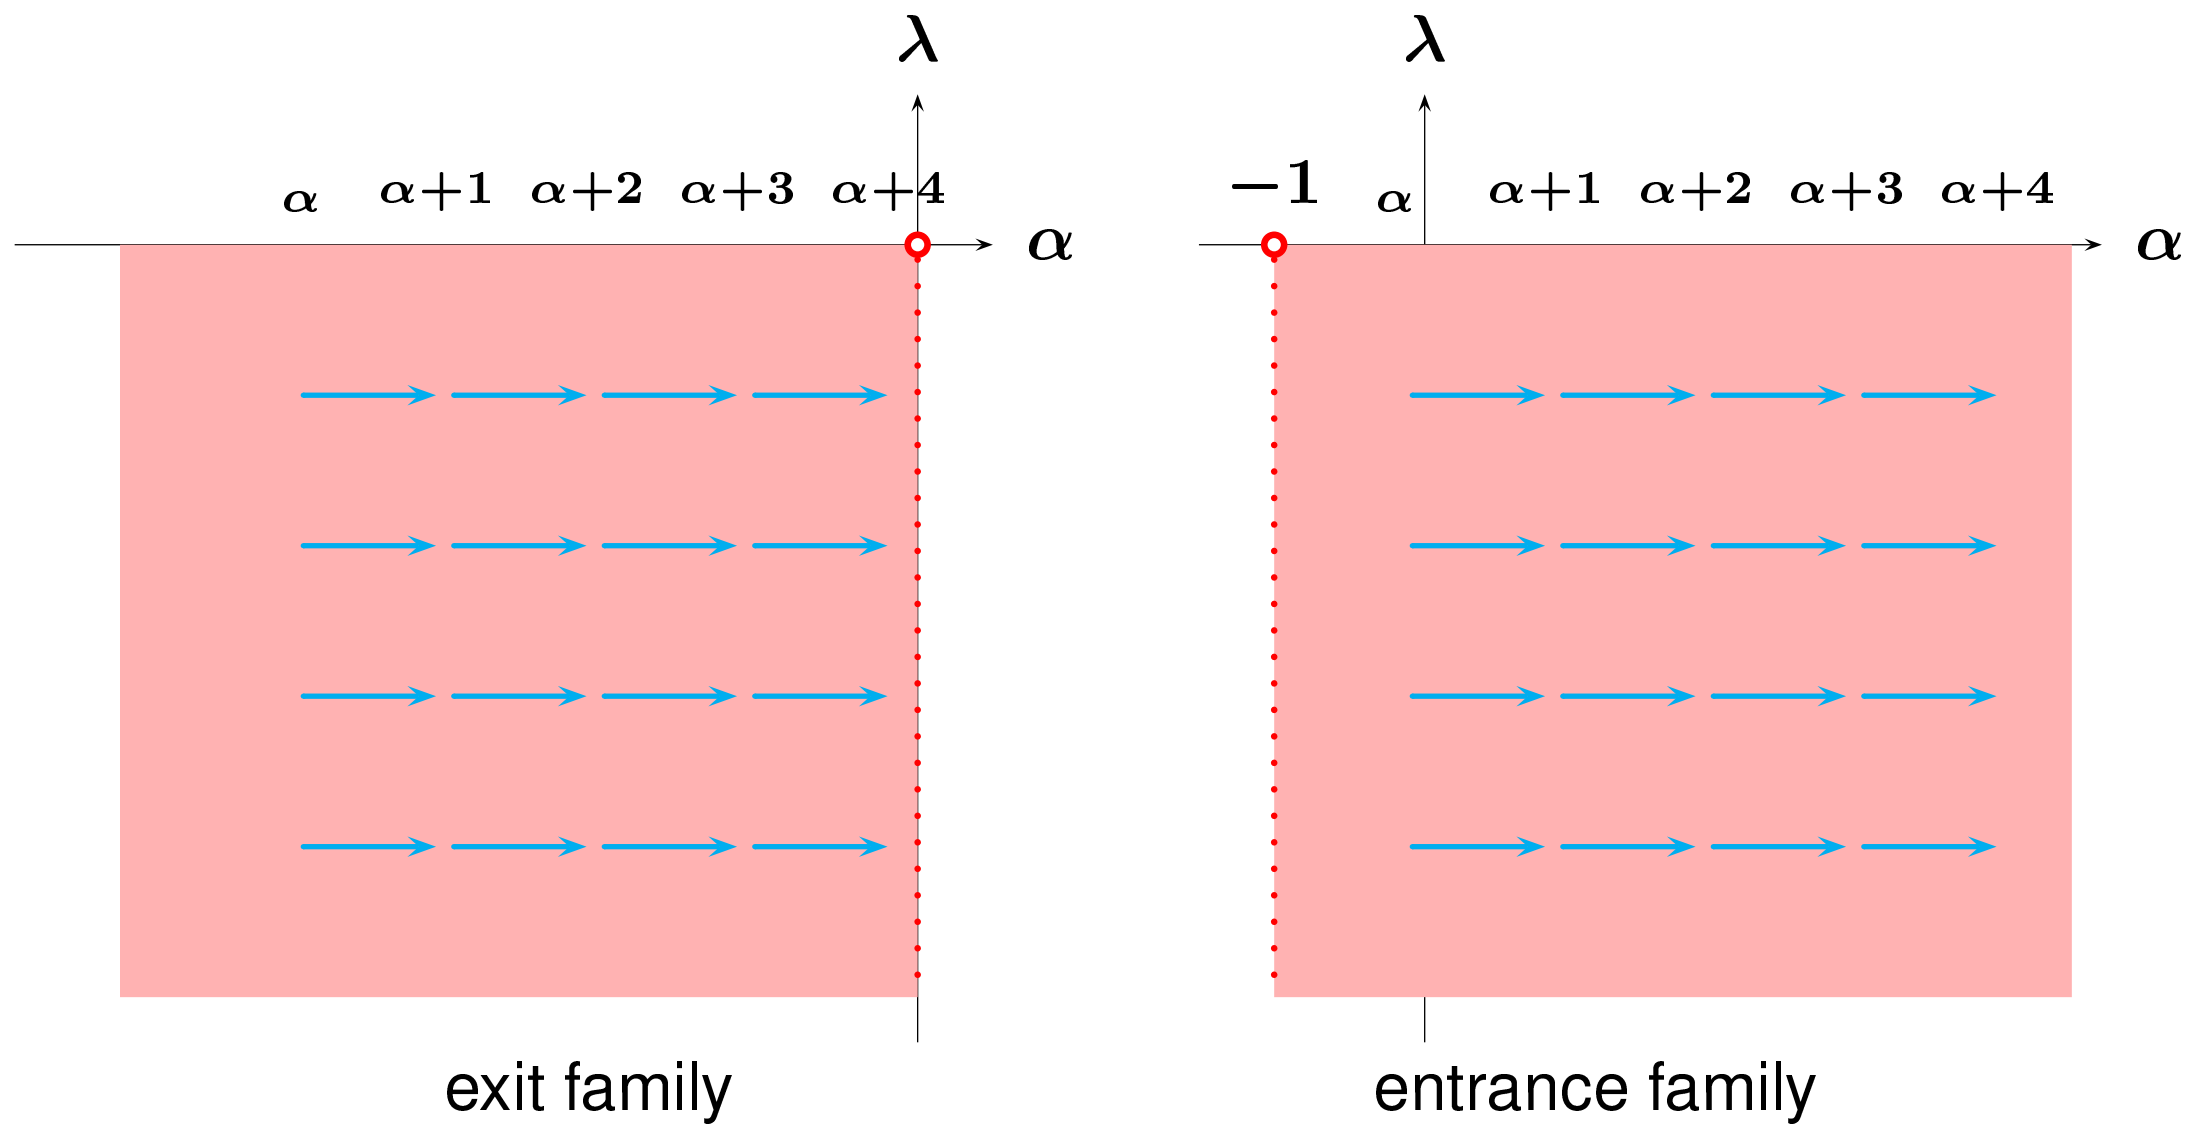 λ λ
α α+1 α+2 α+3 α+4 −1 α α+1 α+2 α+3 α+4
α α
exit family entrance family